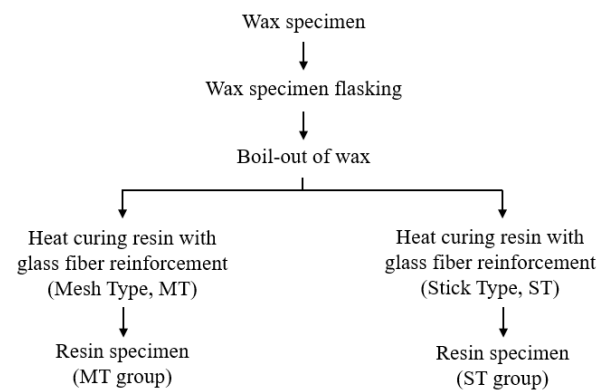 Wax specimen
Wax specimen flasking
Boil-out of wax
Heat curing resin with
glass fiber reinforcement
(Mesh Type, MT)
Resin specimen
(MT group)
Heat curing resin with
glass fiber reinforcement
(Stick Type, ST)
Resin specimen
(ST group)